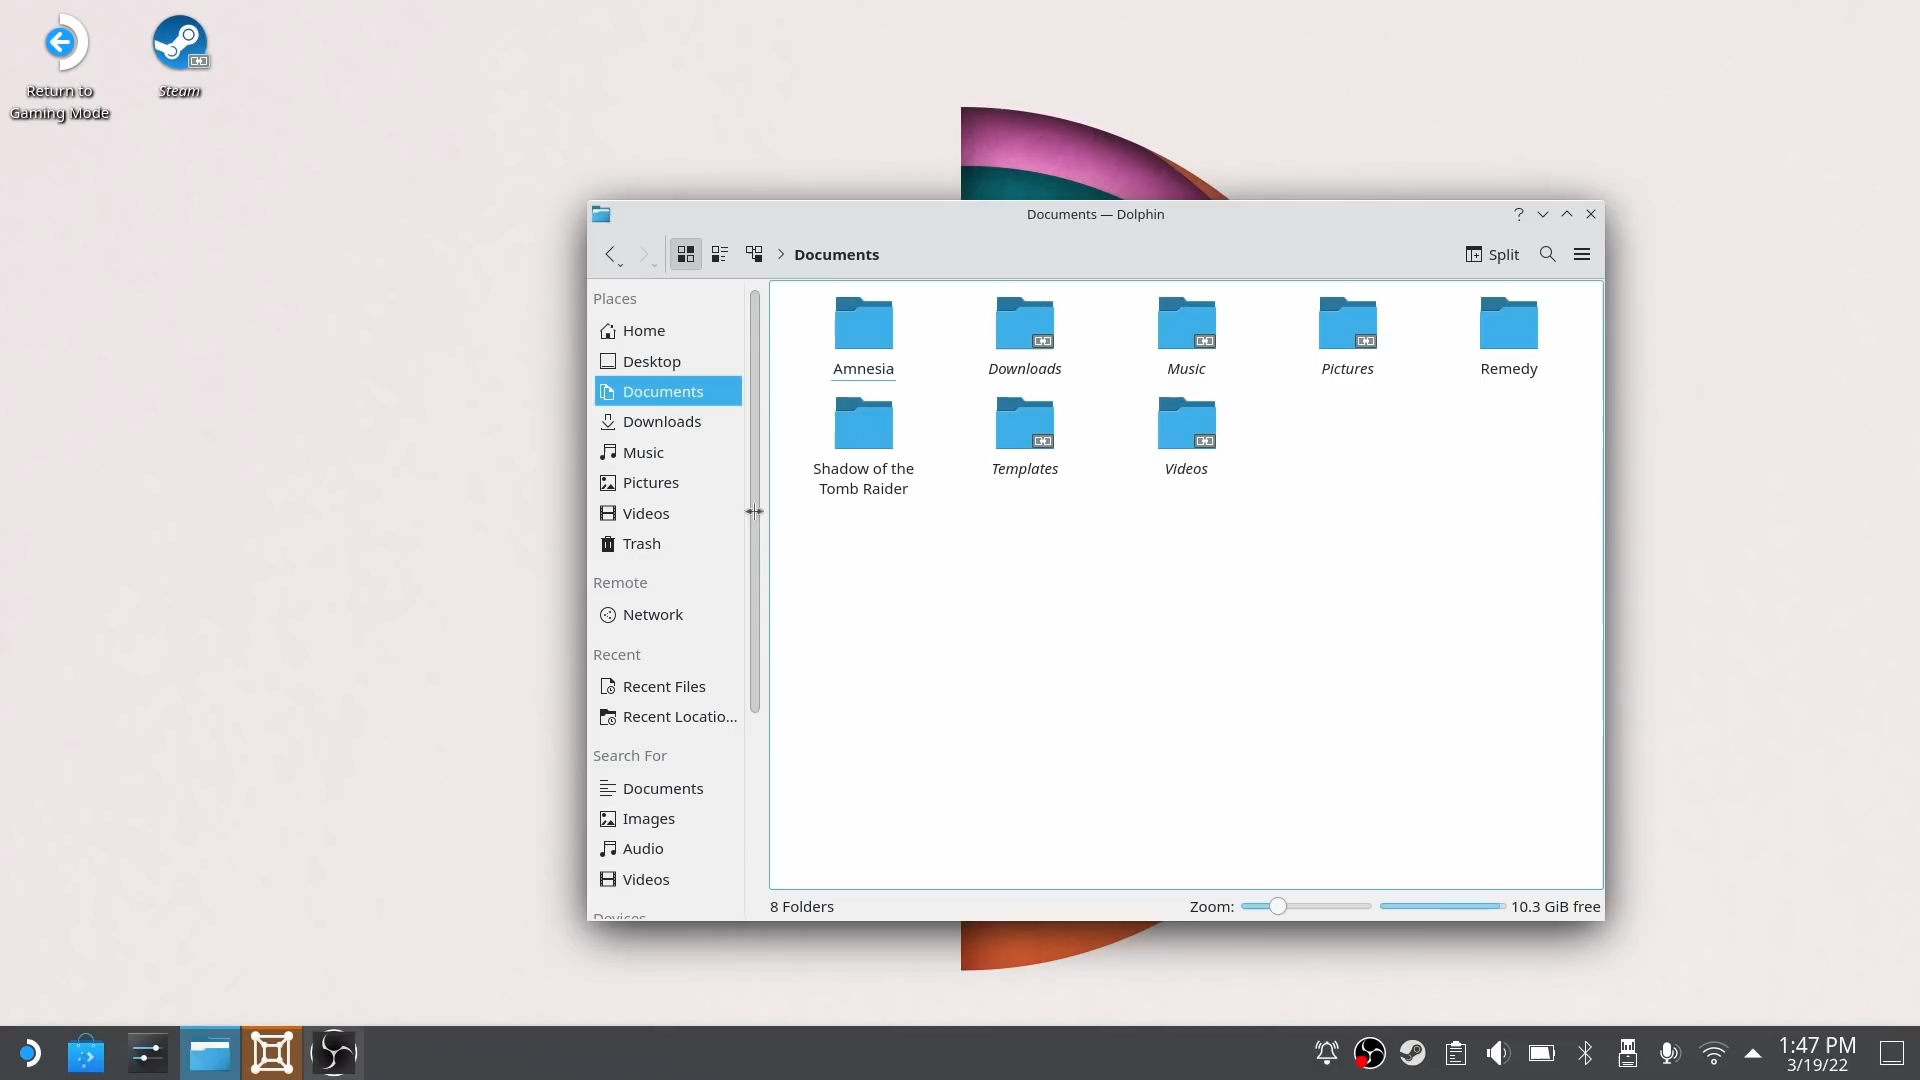 Return to
Gaming Mode
Steam
Documents — Dolphin
Documents
Split
Places
Home
Desktop
Documents
Downloads
Music
Pictures
Videos
Trash
Remote
Network
Recent
Recent Files
Recent Locatio...
Search For
Documents
Images
Audio
Videos
Devices
Amnesia
Downloads
Music
Pictures
Remedy
Shadow of the
Tomb Raider
Templates
Videos
8 Folders
Zoom:
10.3 GiB free
1:47 PM
3/19/22